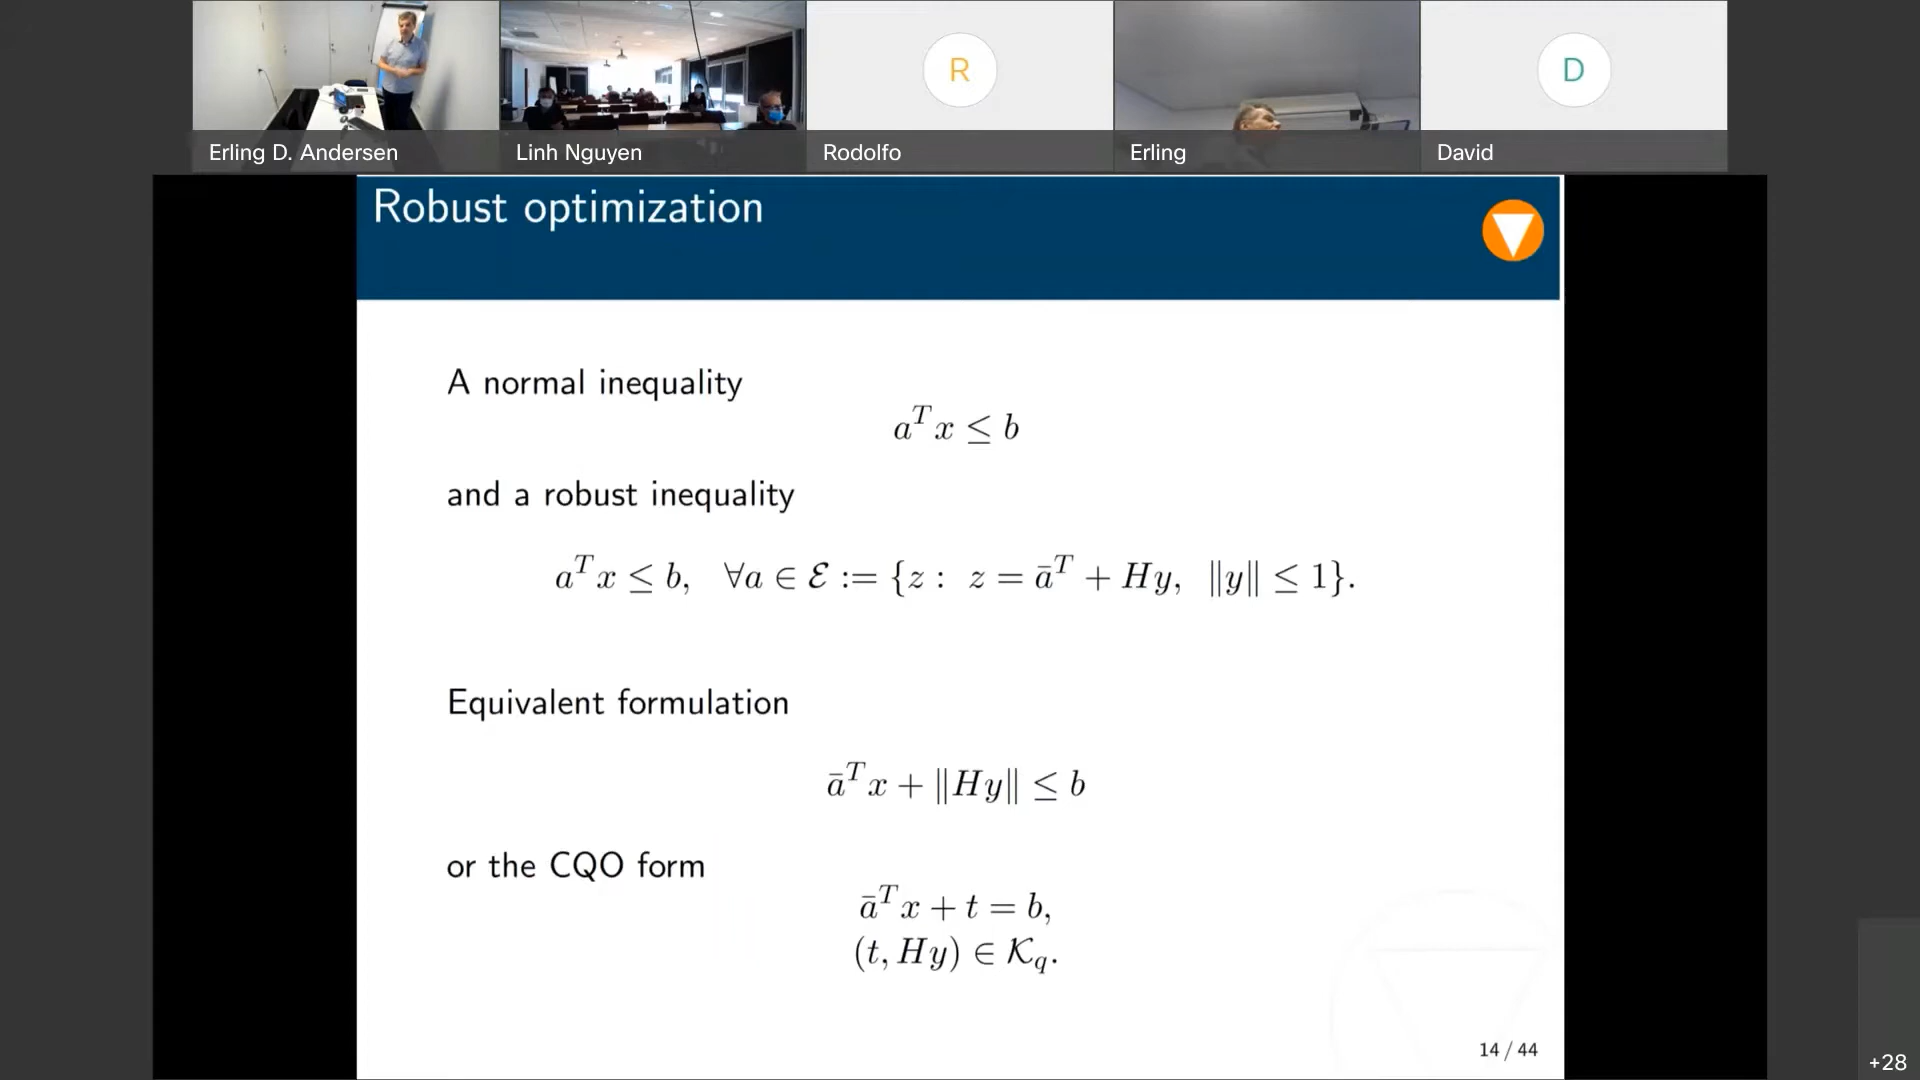 Erling D. Andersen
Linh Nguyen
R
Rodolfo
Erling
D
David
Robust optimization
A normal inequality
a^T x ≤ b
and a robust inequality
a^T x ≤ b, ∀a ∈ ℰ := {z : z = ā^T + Hy, ‖y‖ ≤ 1}.
Equivalent formulation
ā^T x + ‖Hy‖ ≤ b
or the CQO form
ā^T x + t = b,
(t, Hy) ∈ 𝒦_q.
14 / 44
+28